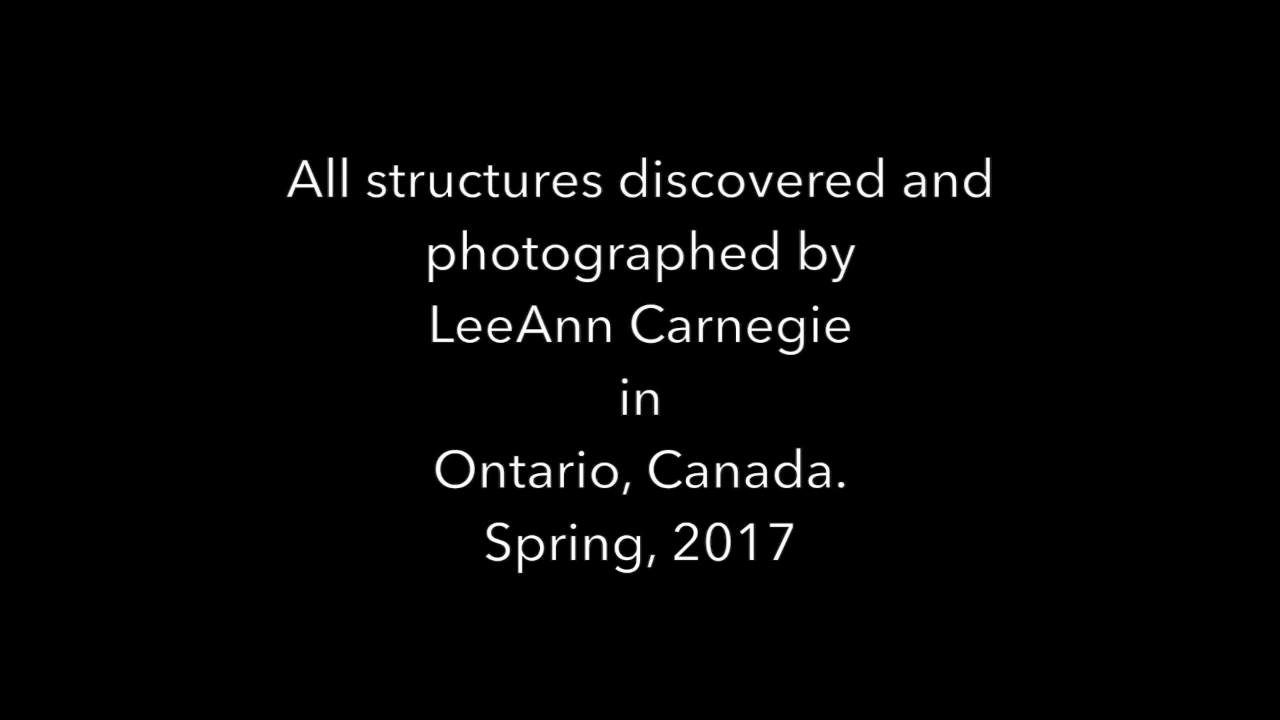 All structures discovered and
photographed by
LeeAnn Carnegie
in
Ontario, Canada.
Spring, 2017